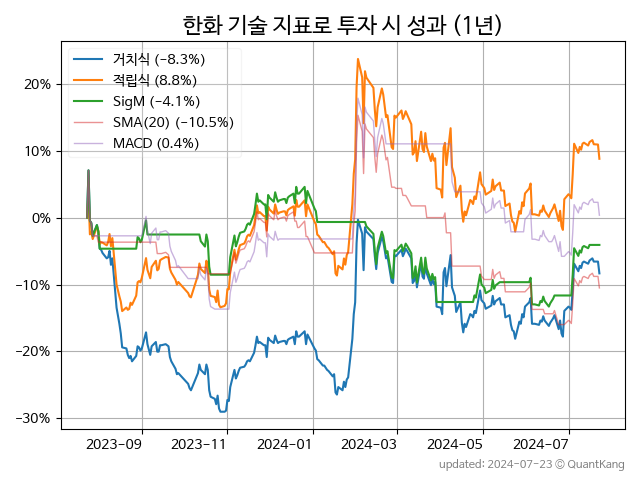 한화 기술 지표로 투자 시 성과 (1년)
거치식 (−8.3%)
적립식 (8.8%)
SigM (−4.1%)
SMA(20) (−10.5%)
MACD (0.4%)
20%
10%
0%
−10%
−20%
−30%
2023-09 2023-11 2024-01 2024-03 2024-05 2024-07
updated: 2024-07-23 © QuantKang